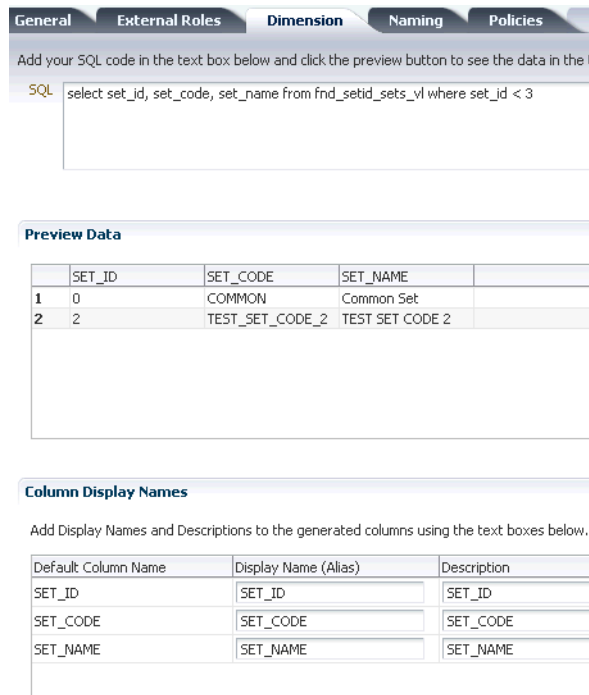 General External Roles Dimension Naming Policies
Add your SQL code in the text box below and click the preview button to see the data in the
SQL select set_id, set_code, set_name from fnd_setid_sets_vl where set_id < 3
Preview Data
SET_ID SET_CODE SET_NAME
1 0 COMMON Common Set
2 2 TEST_SET_CODE_2 TEST SET CODE 2
Column Display Names
Add Display Names and Descriptions to the generated columns using the text boxes below.
Default Column Name Display Name (Alias) Description
SET_ID SET_ID SET_ID
SET_CODE SET_CODE SET_CODE
SET_NAME SET_NAME SET_NAME